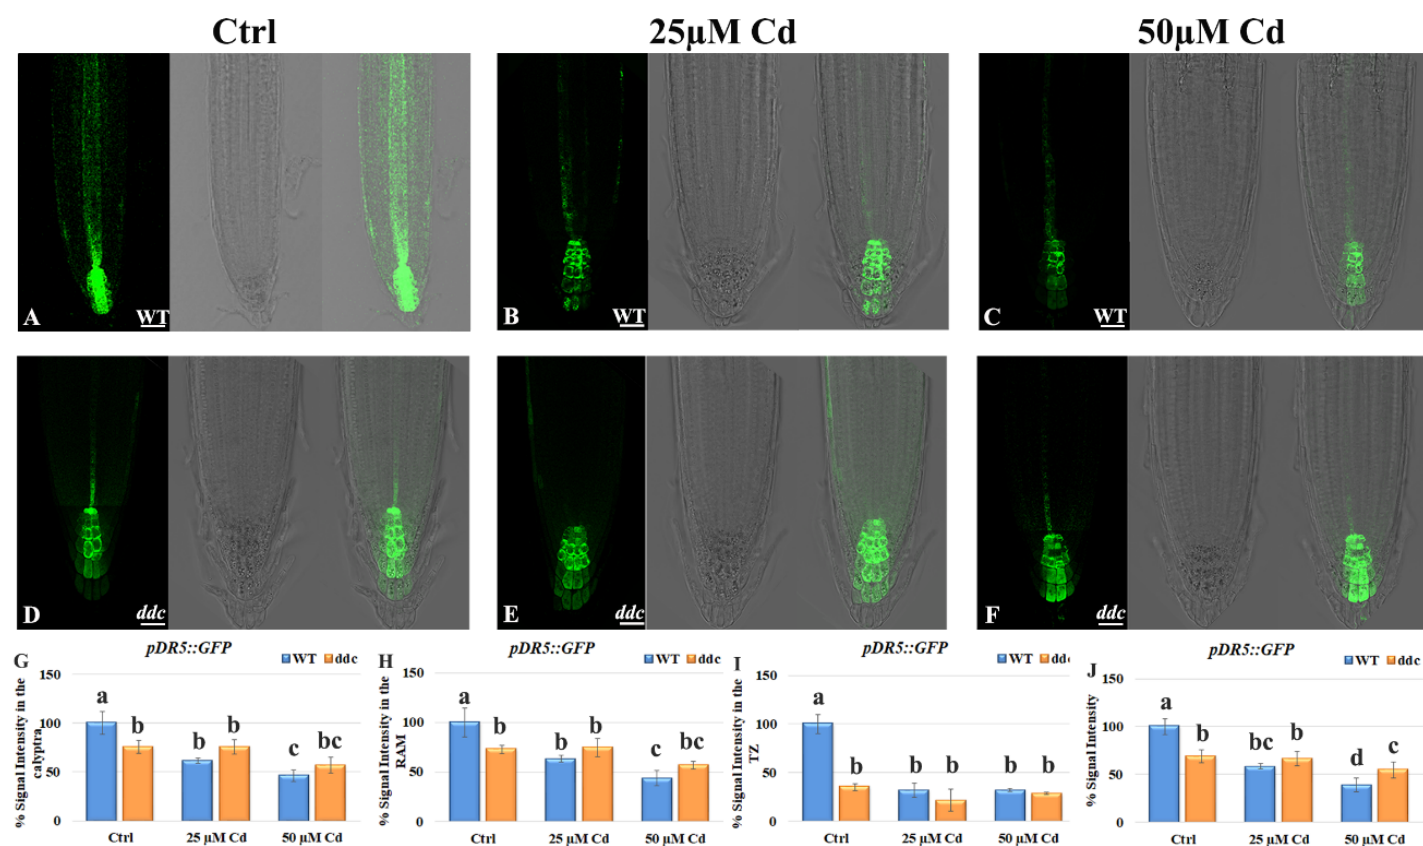 Ctrl
25μM Cd
50μM Cd
A
WT
B
WT
C
WT
D
ddc
E
ddc
F
ddc
G
pDR5::GFP
WT
ddc
% Signal Intensity in the
calyptra
150
100
50
0
a
b
b
b
c
bc
Ctrl
25 μM Cd
50 μM Cd
H
pDR5::GFP
WT
ddc
% Signal Intensity in the
RAM
150
100
50
0
a
b
b
b
c
bc
Ctrl
25 μM Cd
50 μM Cd
I
pDR5::GFP
WT
ddc
% Signal Intensity in the
TZ
150
100
50
0
a
b
b
b
b
b
Ctrl
25 μM Cd
50 μM Cd
J
pDR5::GFP
WT
ddc
% Signal Intensity
150
100
50
0
a
b
bc
b
d
c
Ctrl
25 μM Cd
50 μM Cd